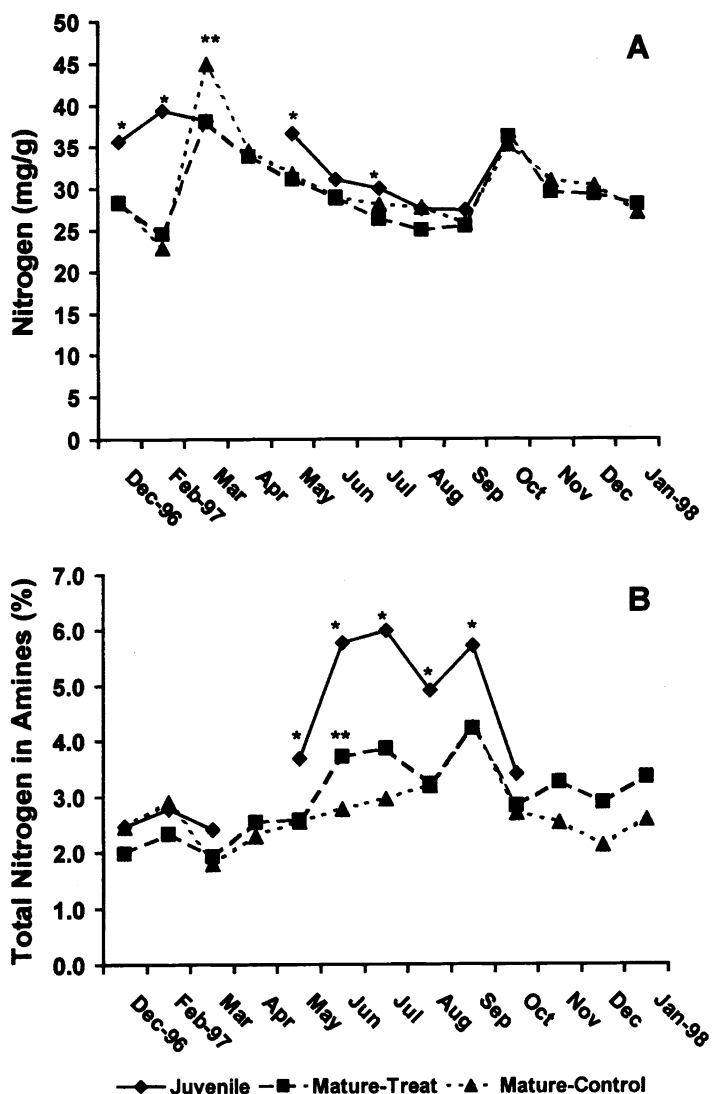 A
50
45
40
35
30
25
20
15
10
5
0
Nitrogen (mg/g)
* * ** * *
Dec-96 Feb-97 Mar Apr May Jun Jul Aug Sep Oct Nov Dec Jan-98
B
7.0
6.0
5.0
4.0
3.0
2.0
1.0
0.0
Total Nitrogen in Amines (%)
* * ** * * *
Dec-96 Feb-97 Mar Apr May Jun Jul Aug Sep Oct Nov Dec Jan-98
Juvenile Mature-Treat Mature-Control